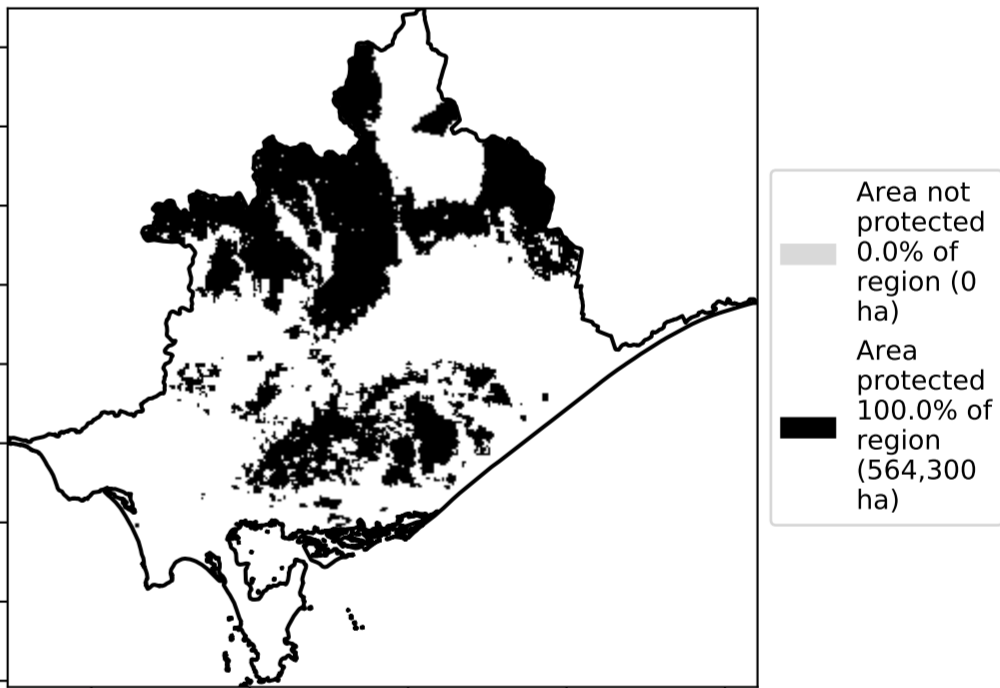 Area not
protected
0.0% of
region (0
ha)
Area
protected
100.0% of
region
(564,300
ha)